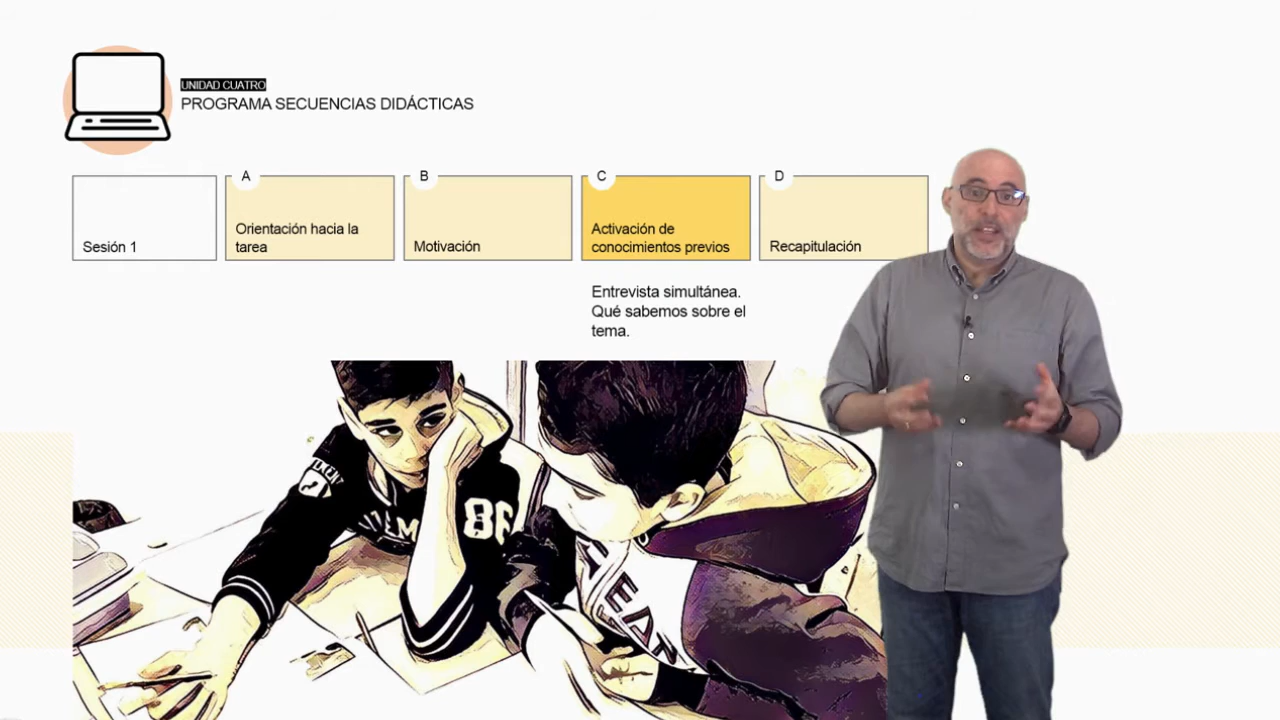 UNIDAD CUATRO
PROGRAMA SECUENCIAS DIDÁCTICAS
A
B
C
D
Sesión 1
Orientación hacia la
tarea
Motivación
Activación de
conocimientos previos
Recapitulación
Entrevista simultánea.
Qué sabemos sobre el
tema.
86